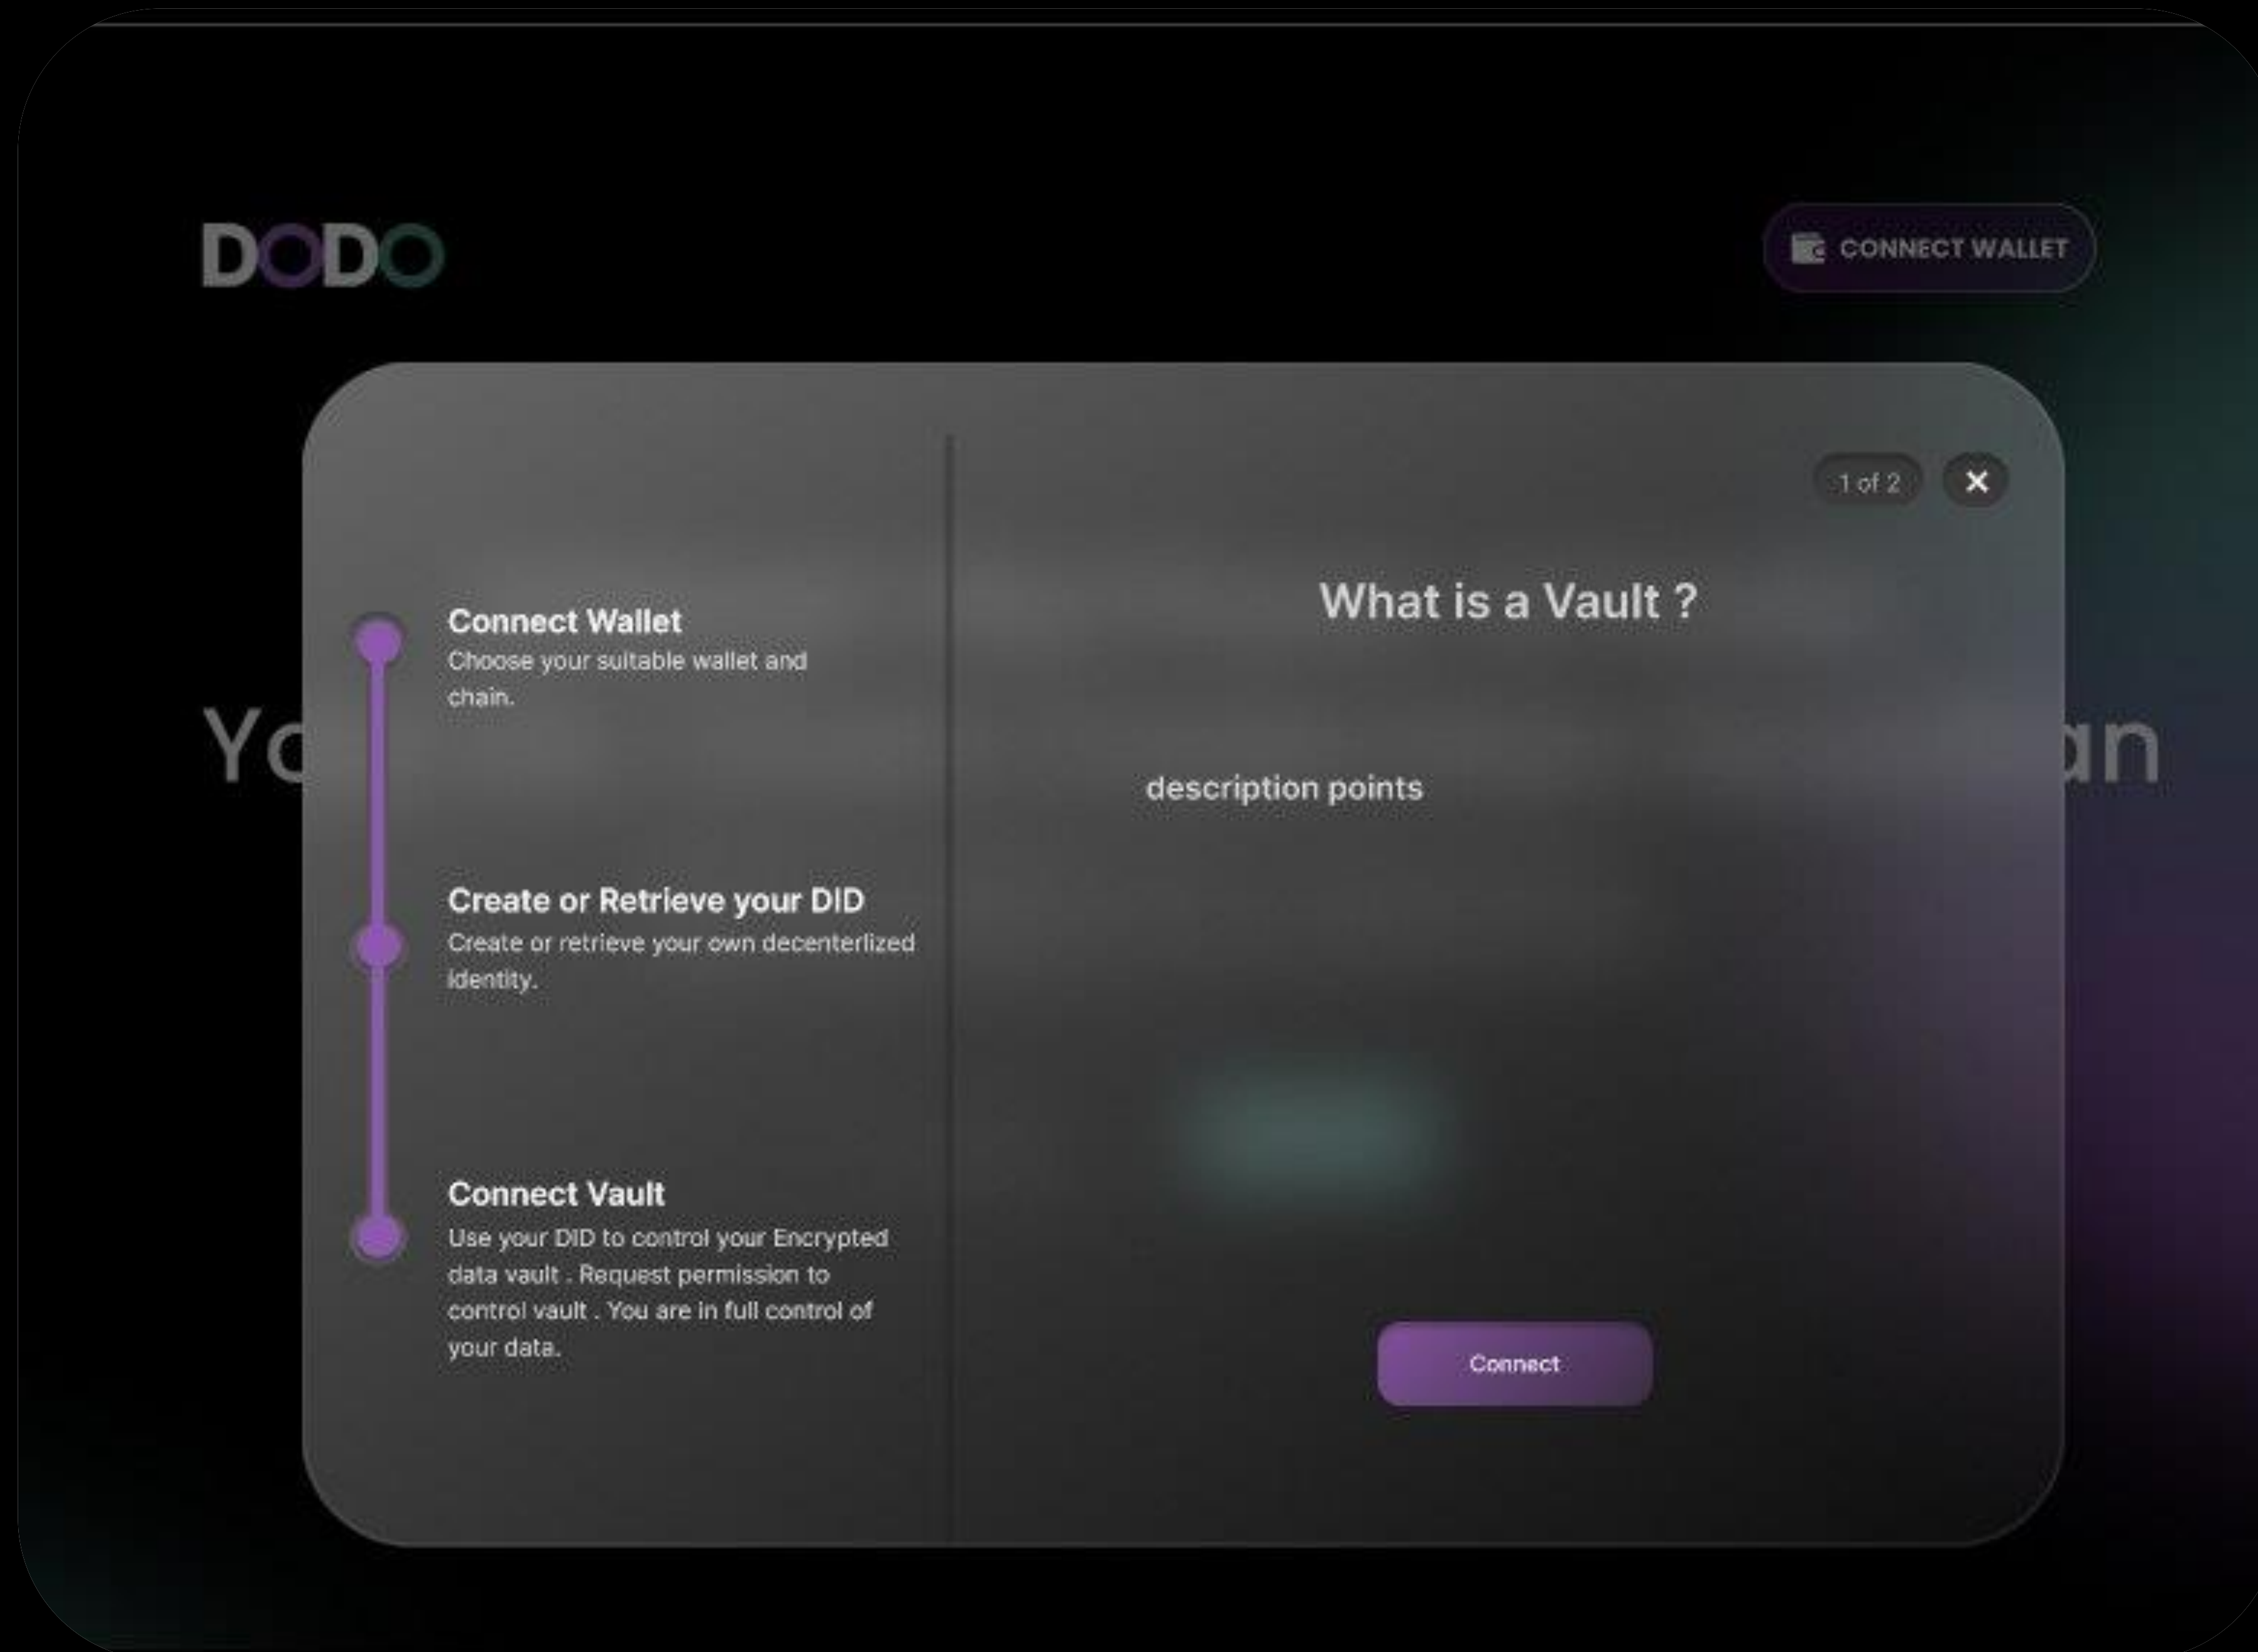 DODO
CONNECT WALLET
1 of 2
Yo
an
Connect Wallet
Choose your suitable wallet and
chain.
Create or Retrieve your DID
Create or retrieve your own decenterlized
identity.
Connect Vault
Use your DID to control your Encrypted
data vault . Request permission to
control vault . You are in full control of
your data.
What is a Vault ?
description points
Connect